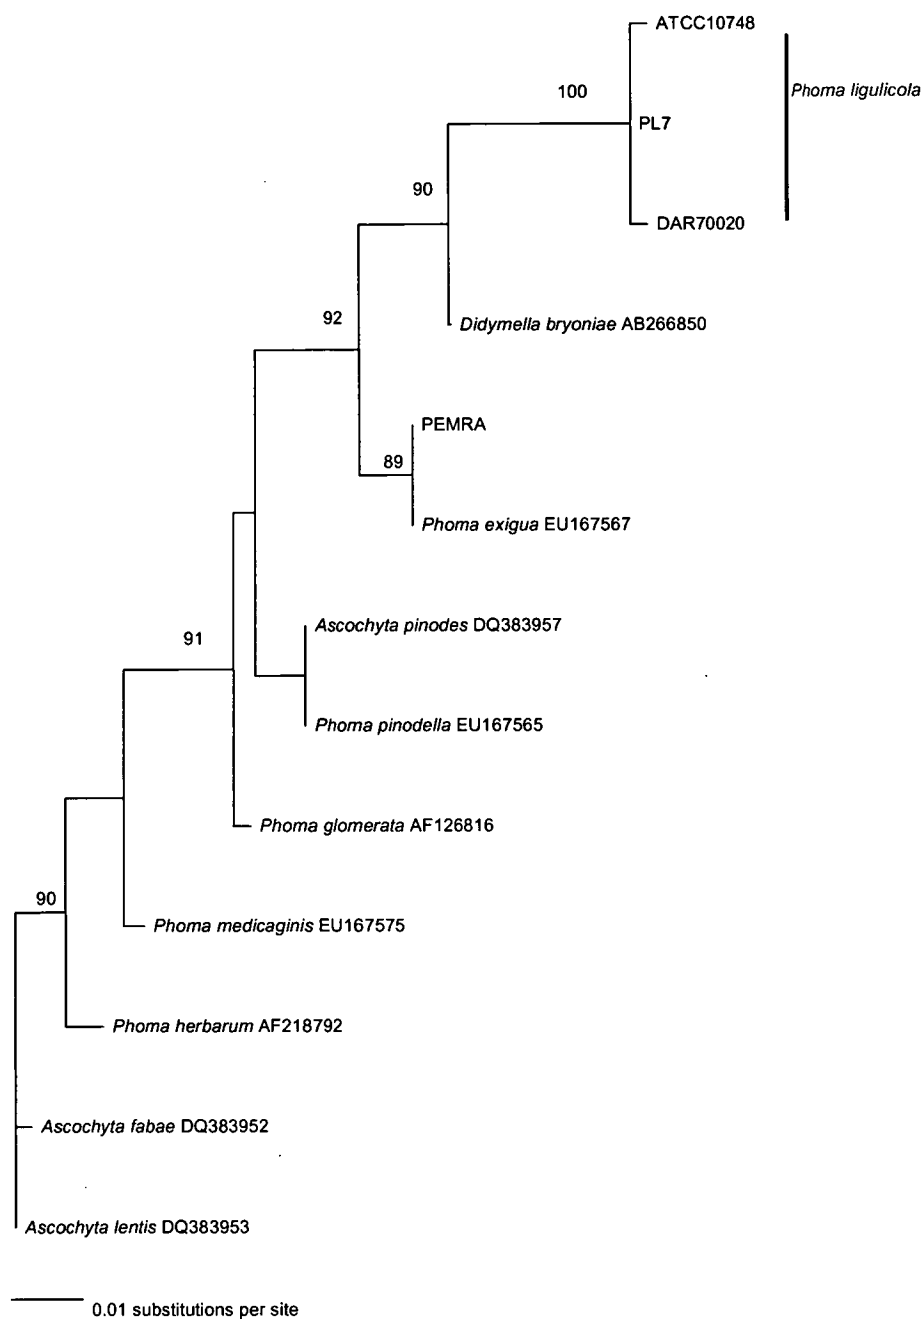 ATCC10748
100
Phoma ligulicola
PL7
90
DAR70020
92
Didymella bryoniae AB266850
PEMRA
89
Phoma exigua EU167567
Ascochyta pinodes DQ383957
91
Phoma pinodella EU167565
Phoma glomerata AF126816
90
Phoma medicaginis EU167575
Phoma herbarum AF218792
Ascochyta fabae DQ383952
Ascochyta lentis DQ383953
0.01 substitutions per site